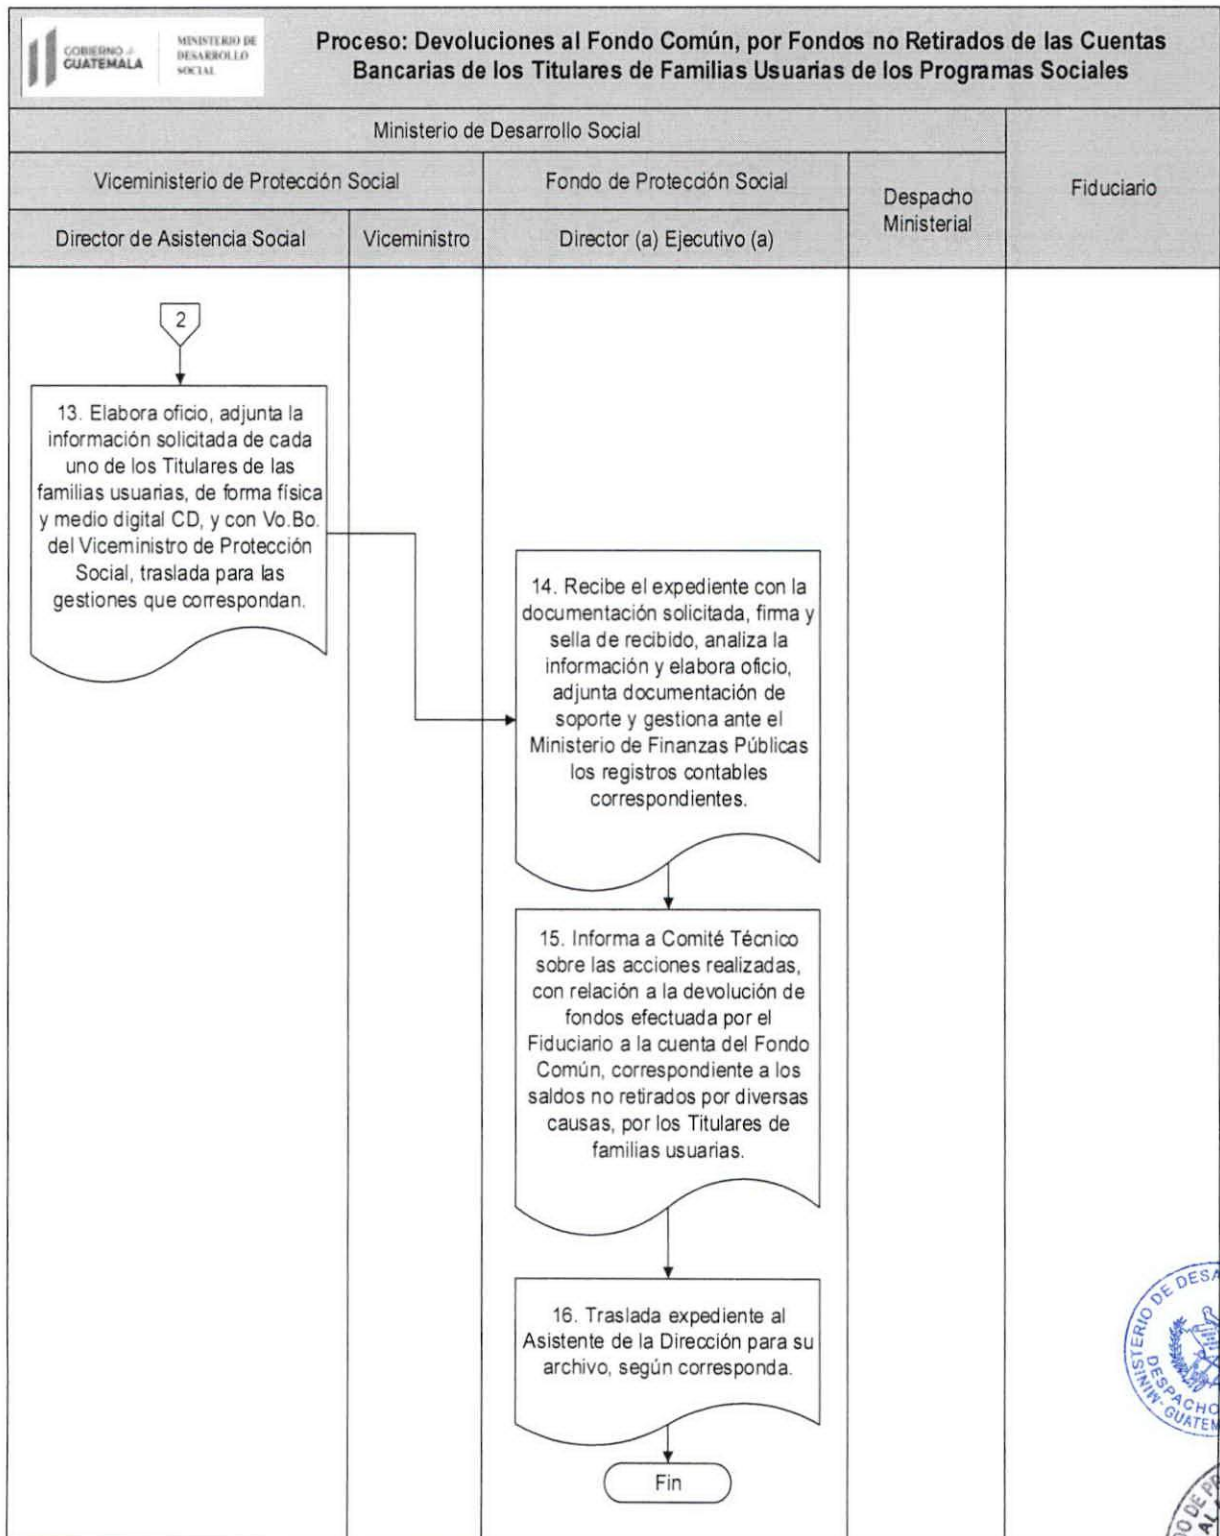 GOBIERNO de
GUATEMALA
MINISTERIO DE
DESARROLLO
SOCIAL
Proceso: Devoluciones al Fondo Común, por Fondos no Retirados de las Cuentas
Bancarias de los Titulares de Familias Usuarias de los Programas Sociales
Ministerio de Desarrollo Social
Viceministerio de Protección Social
Fondo de Protección Social
Despacho
Ministerial
Fiduciario
Director de Asistencia Social
Viceministro
Director (a) Ejecutivo (a)
2
13. Elabora oficio, adjunta la
información solicitada de cada
uno de los Titulares de las
familias usuarias, de forma física
y medio digital CD, y con Vo.Bo.
del Viceministro de Protección
Social, traslada para las
gestiones que correspondan.
14. Recibe el expediente con la
documentación solicitada, firma y
sella de recibido, analiza la
información y elabora oficio,
adjunta documentación de
soporte y gestiona ante el
Ministerio de Finanzas Públicas
los registros contables
correspondientes.
15. Informa a Comité Técnico
sobre las acciones realizadas,
con relación a la devolución de
fondos efectuada por el
Fiduciario a la cuenta del Fondo
Común, correspondiente a los
saldos no retirados por diversas
causas, por los Titulares de
familias usuarias.
16. Traslada expediente al
Asistente de la Dirección para su
archivo, según corresponda.
Fin
MINISTERIO DE DESA
DESPACHO
GUATEM